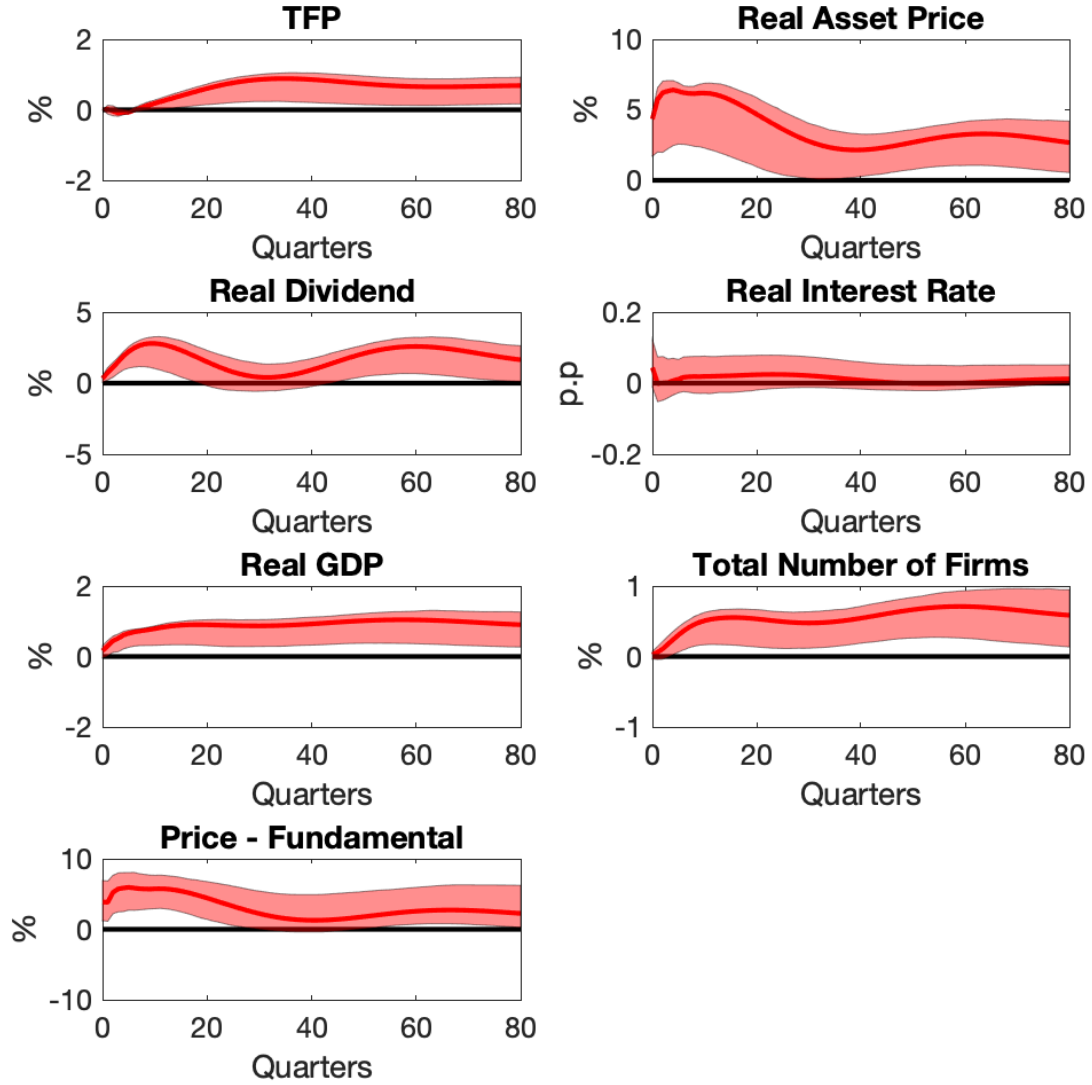 TFP
2
0
-2
%
0 20 40 60 80
Quarters
Real Asset Price
10
5
0
%
0 20 40 60 80
Quarters
Real Dividend
5
0
-5
%
0 20 40 60 80
Quarters
Real Interest Rate
0.2
0
-0.2
p.p
0 20 40 60 80
Quarters
Real GDP
2
0
-2
%
0 20 40 60 80
Quarters
Total Number of Firms
1
0
-1
%
0 20 40 60 80
Quarters
Price - Fundamental
10
0
-10
%
0 20 40 60 80
Quarters